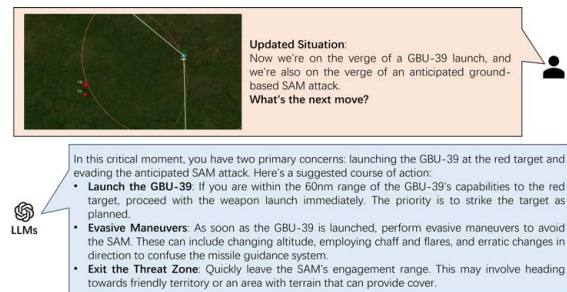 Updated Situation:
Now we're on the verge of a GBU-39 launch, and
we're also on the verge of an anticipated ground-
based SAM attack.
What's the next move?
In this critical moment, you have two primary concerns: launching the GBU-39 at the red target and
evading the anticipated SAM attack. Here's a suggested course of action:
• Launch the GBU-39: If you are within the 60nm range of the GBU-39's capabilities to the red
target, proceed with the weapon launch immediately. The priority is to strike the target as
planned.
• Evasive Maneuvers: As soon as the GBU-39 is launched, perform evasive maneuvers to avoid
the SAM. These can include changing altitude, employing chaff and flares, and erratic changes in
direction to confuse the missile guidance system.
• Exit the Threat Zone: Quickly leave the SAM's engagement range. This may involve heading
towards friendly territory or an area with terrain that can provide cover.
LLMs